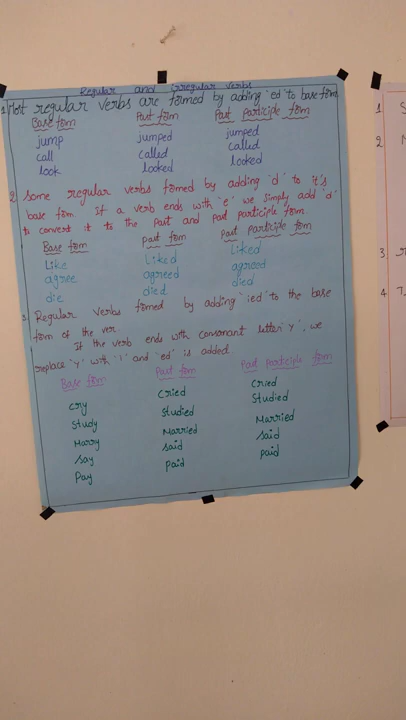 Regular and irregular verbs
1. Most regular verbs are formed by adding 'ed' to base form.
Base form Past form Past Participle form
jump jumped jumped
call called called
look looked looked
2. Some regular verbs formed by adding 'd' to it's
base form If a verb ends with 'e' we simply add 'd'
to convert it to the Past and past participle form
Base form Past form Past Participle form
Like Liked Liked
agree agreed agreed
die died died
3. Regular Verbs formed by adding 'ied' to the base
form of the ver.
If the verb ends with consonant letter 'y', we
replace 'y' with 'i' and 'ed' is added.
Base form Past form Past Participle form
cry cried cried
study studied studied
Marry Married Married
say said said
Pay paid paid
1
2
3
4